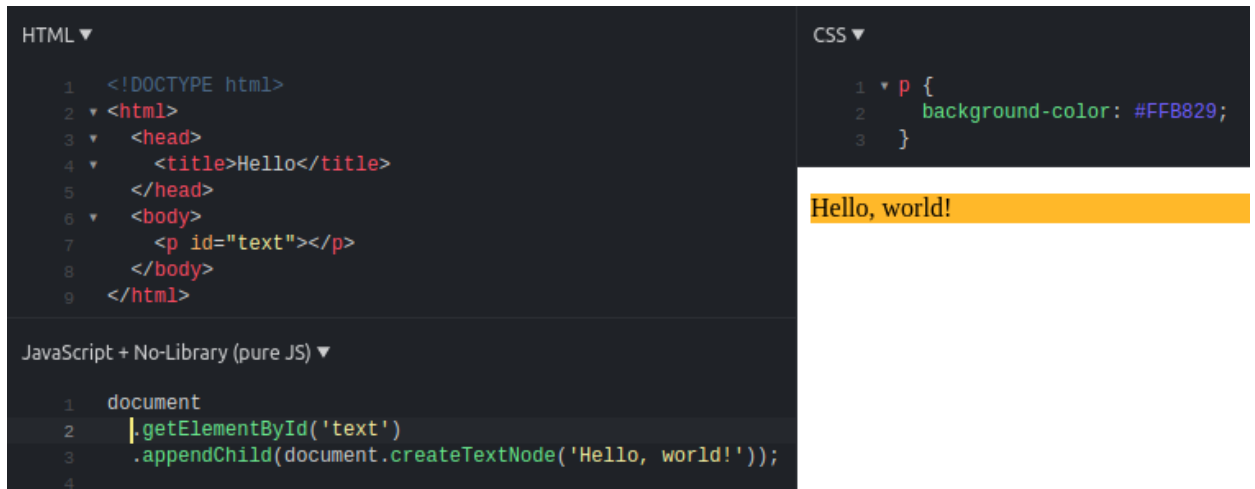 HTML ▼
1 <!DOCTYPE html>
2 ▼ <html>
3 ▼ <head>
4 ▼ <title>Hello</title>
5 </head>
6 ▼ <body>
7 <p id="text"></p>
8 </body>
9 </html>
JavaScript + No-Library (pure JS) ▼
1 document
2 .getElementById('text')
3 .appendChild(document.createTextNode('Hello, world!'));
4
CSS ▼
1 ▼ p {
2 background-color: #FFB829;
3 }
Hello, world!